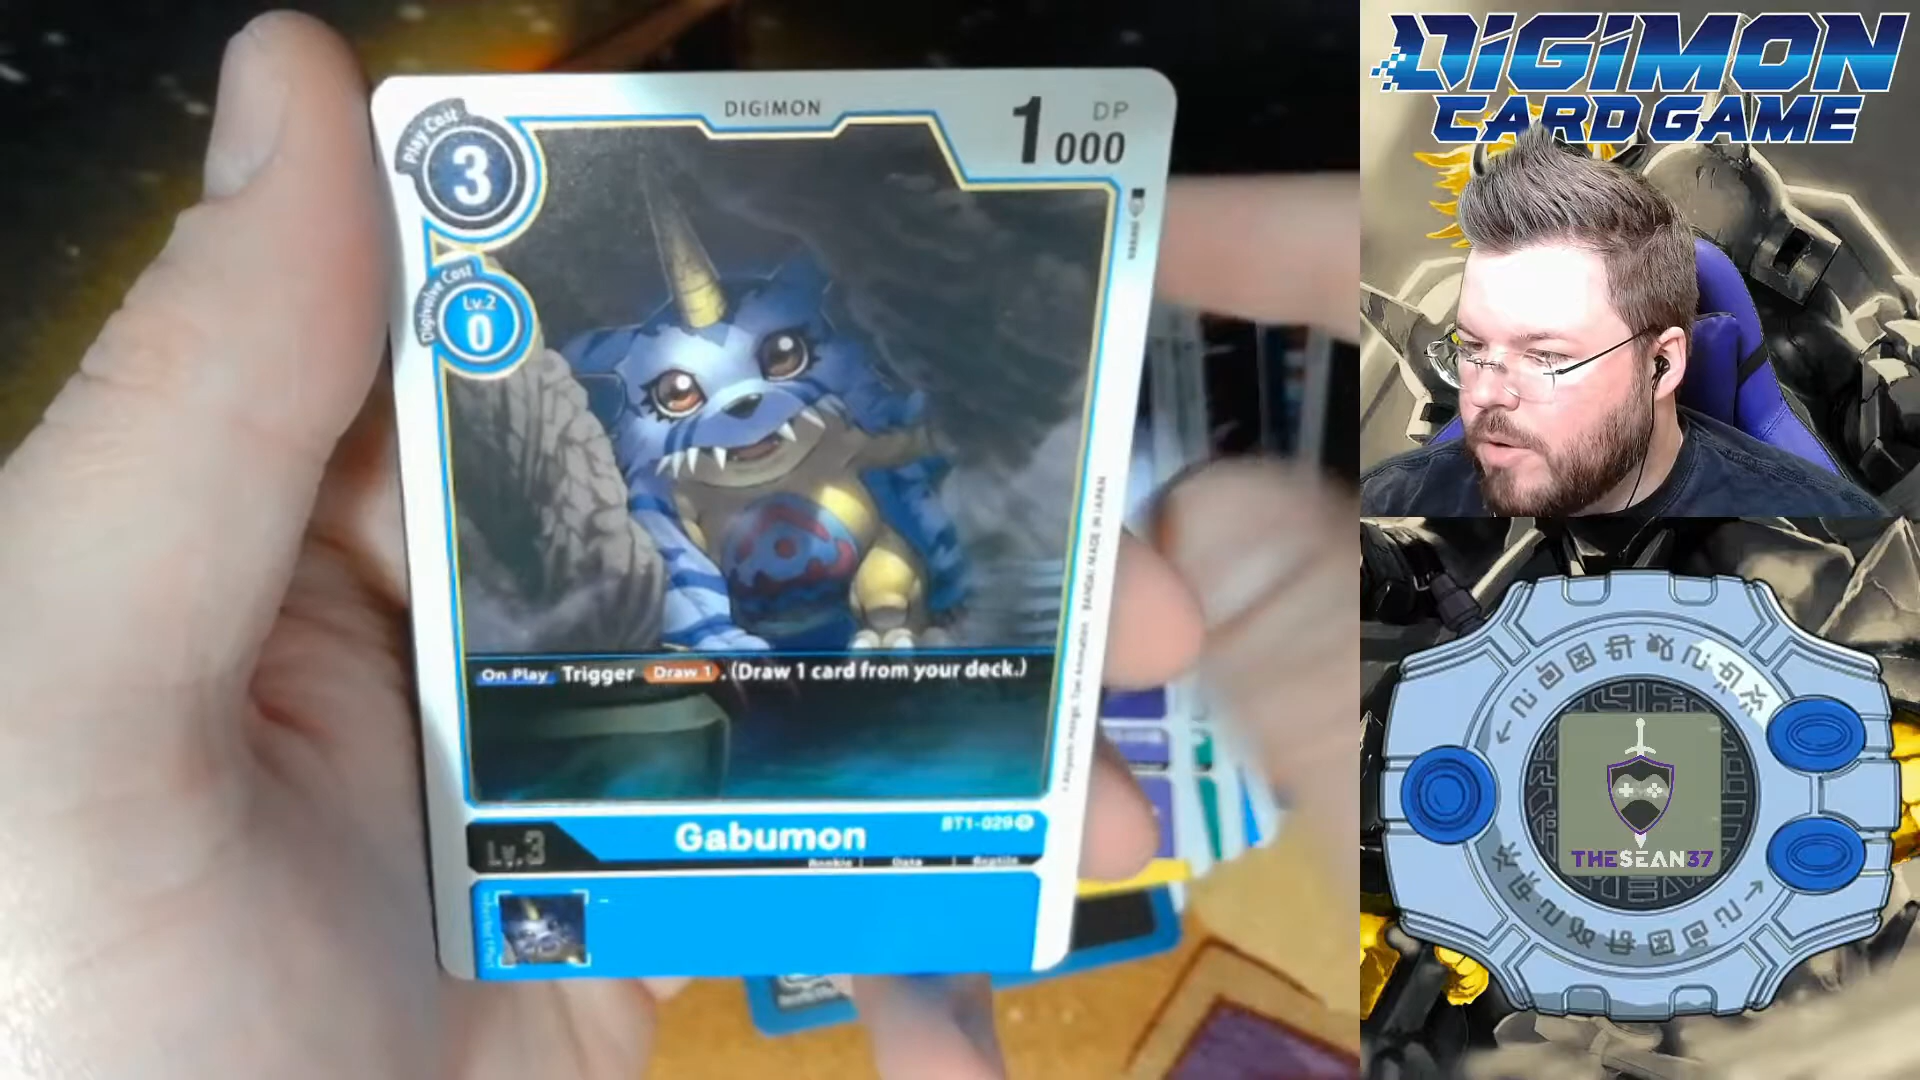 DIGIMON
1000
DP
Play Cost
3
Digivolve Cost
Lv.2
0
BANDAI MADE IN JAPAN
On Play Trigger Draw 1. (Draw 1 card from your deck.)
Lv.3
Gabumon
BT1-029
Rookie | Data | Reptile
DIGIMON
CARD GAME
THESEAN37